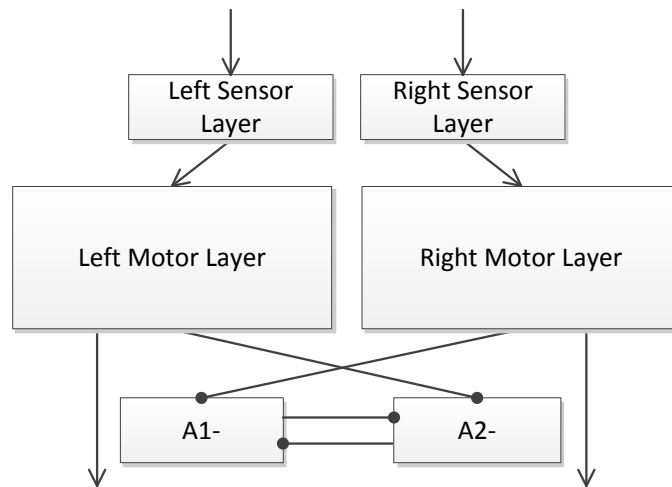 Left Sensor
Layer
Right Sensor
Layer
Left Motor Layer
Right Motor Layer
A1-
A2-